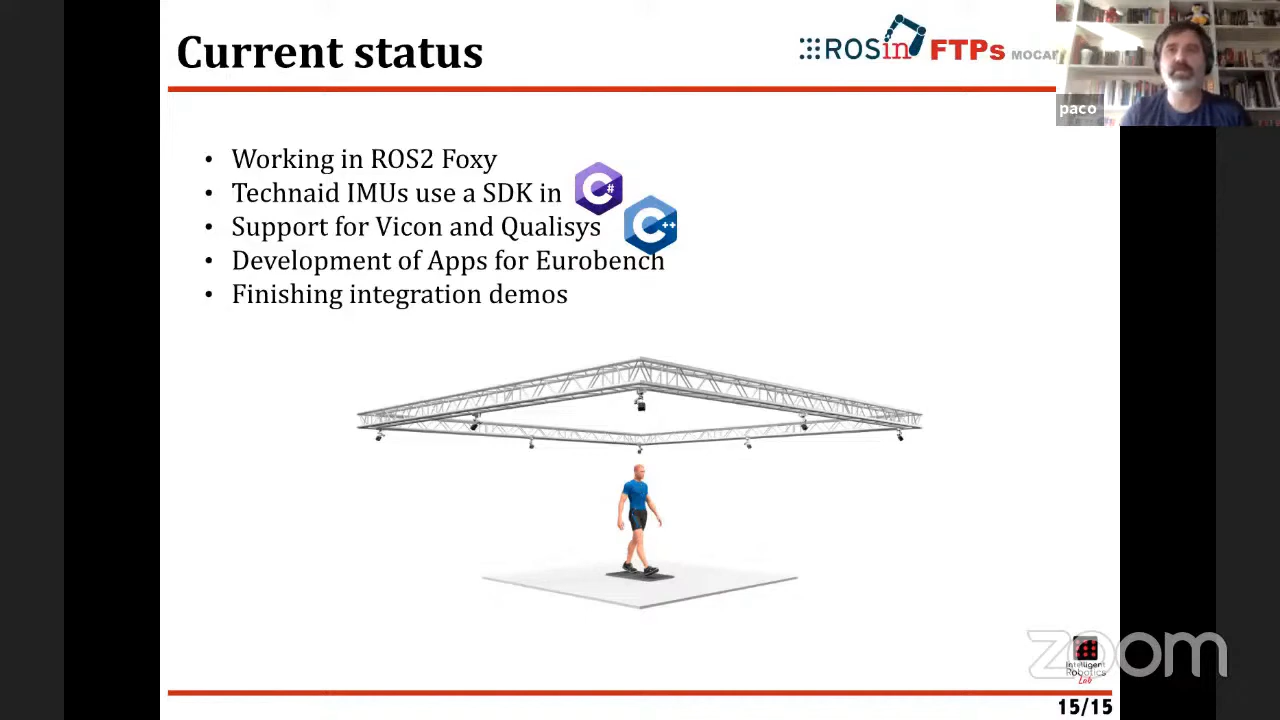 Current status
ROSin FTPs MOCAP
paco
• Working in ROS2 Foxy
• Technaid IMUs use a SDK in C#
• Support for Vicon and Qualisys C++
• Development of Apps for Eurobench
• Finishing integration demos
zoom
Intelligent
Robotics
Lab
15/15